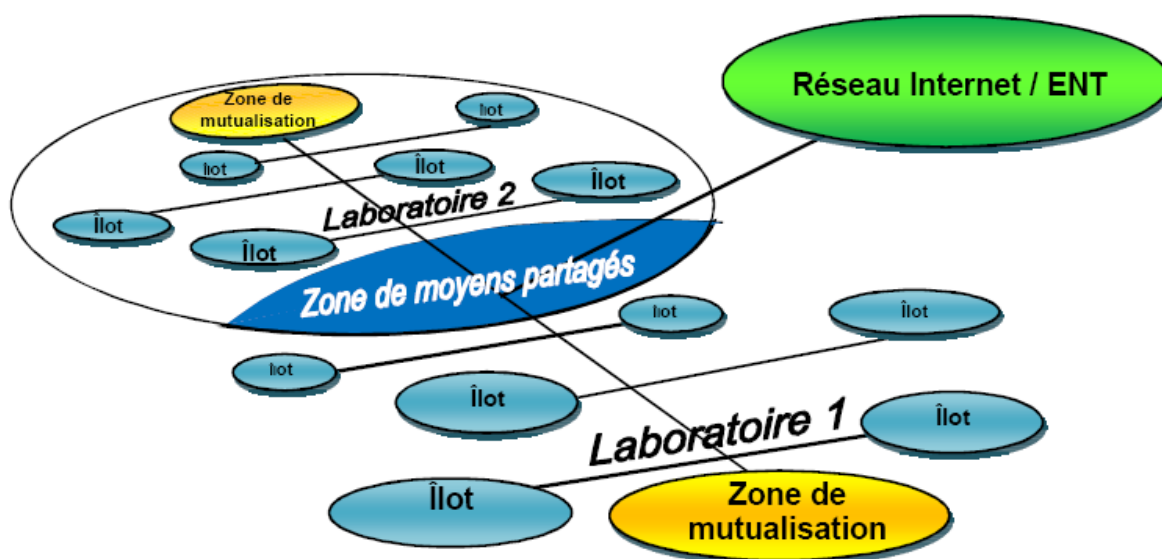 Réseau Internet / ENT
Zone de
mutualisation
Îlot
Îlot
Îlot
Îlot
Îlot
Îlot
Laboratoire 2
Zone de moyens partagés
Îlot
Îlot
Îlot
Îlot
Îlot
Îlot
Laboratoire 1
Zone de
mutualisation